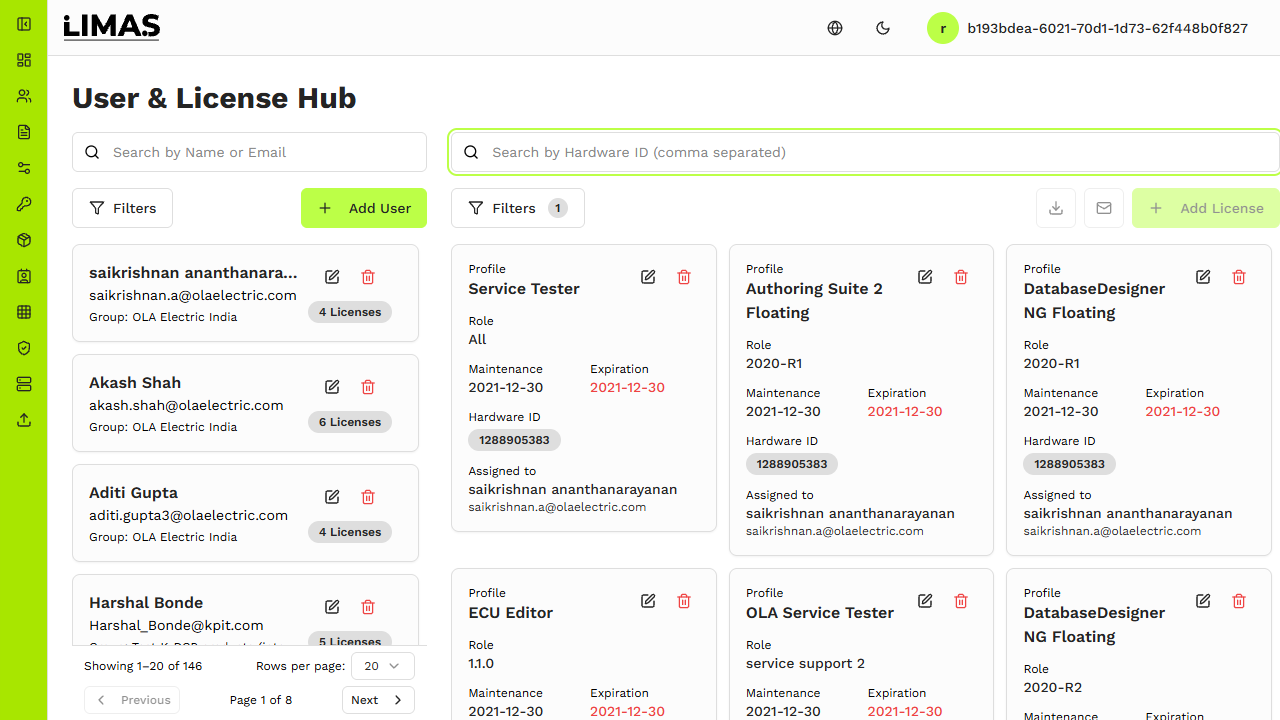 LIMAS
r
b193bdea-6021-70d1-1d73-62f448b0f827
User & License Hub
Search by Name or Email
Filters
Add User
saikrishnan ananthanara...
saikrishnan.a@olaelectric.com
Group: OLA Electric India
4 Licenses
Akash Shah
akash.shah@olaelectric.com
Group: OLA Electric India
6 Licenses
Aditi Gupta
aditi.gupta3@olaelectric.com
Group: OLA Electric India
4 Licenses
Harshal Bonde
Harshal_Bonde@kpit.com
5 Licenses
Showing 1–20 of 146
Rows per page:
20
Previous
Page 1 of 8
Next
Search by Hardware ID (comma separated)
Filters 1
Add License
Profile
Service Tester
Role
All
Maintenance Expiration
2021-12-30 2021-12-30
Hardware ID
1288905383
Assigned to
saikrishnan ananthanarayanan
saikrishnan.a@olaelectric.com
Profile
Authoring Suite 2
Floating
Role
2020-R1
Maintenance Expiration
2021-12-30 2021-12-30
Hardware ID
1288905383
Assigned to
saikrishnan ananthanarayanan
saikrishnan.a@olaelectric.com
Profile
DatabaseDesigner
NG Floating
Role
2020-R1
Maintenance Expiration
2021-12-30 2021-12-30
Hardware ID
1288905383
Assigned to
saikrishnan ananthanarayanan
saikrishnan.a@olaelectric.com
Profile
ECU Editor
Role
1.1.0
Maintenance Expiration
2021-12-30 2021-12-30
Profile
OLA Service Tester
Role
service support 2
Maintenance Expiration
2021-12-30 2021-12-30
Profile
DatabaseDesigner
NG Floating
Role
2020-R2
Maintenance Expiration